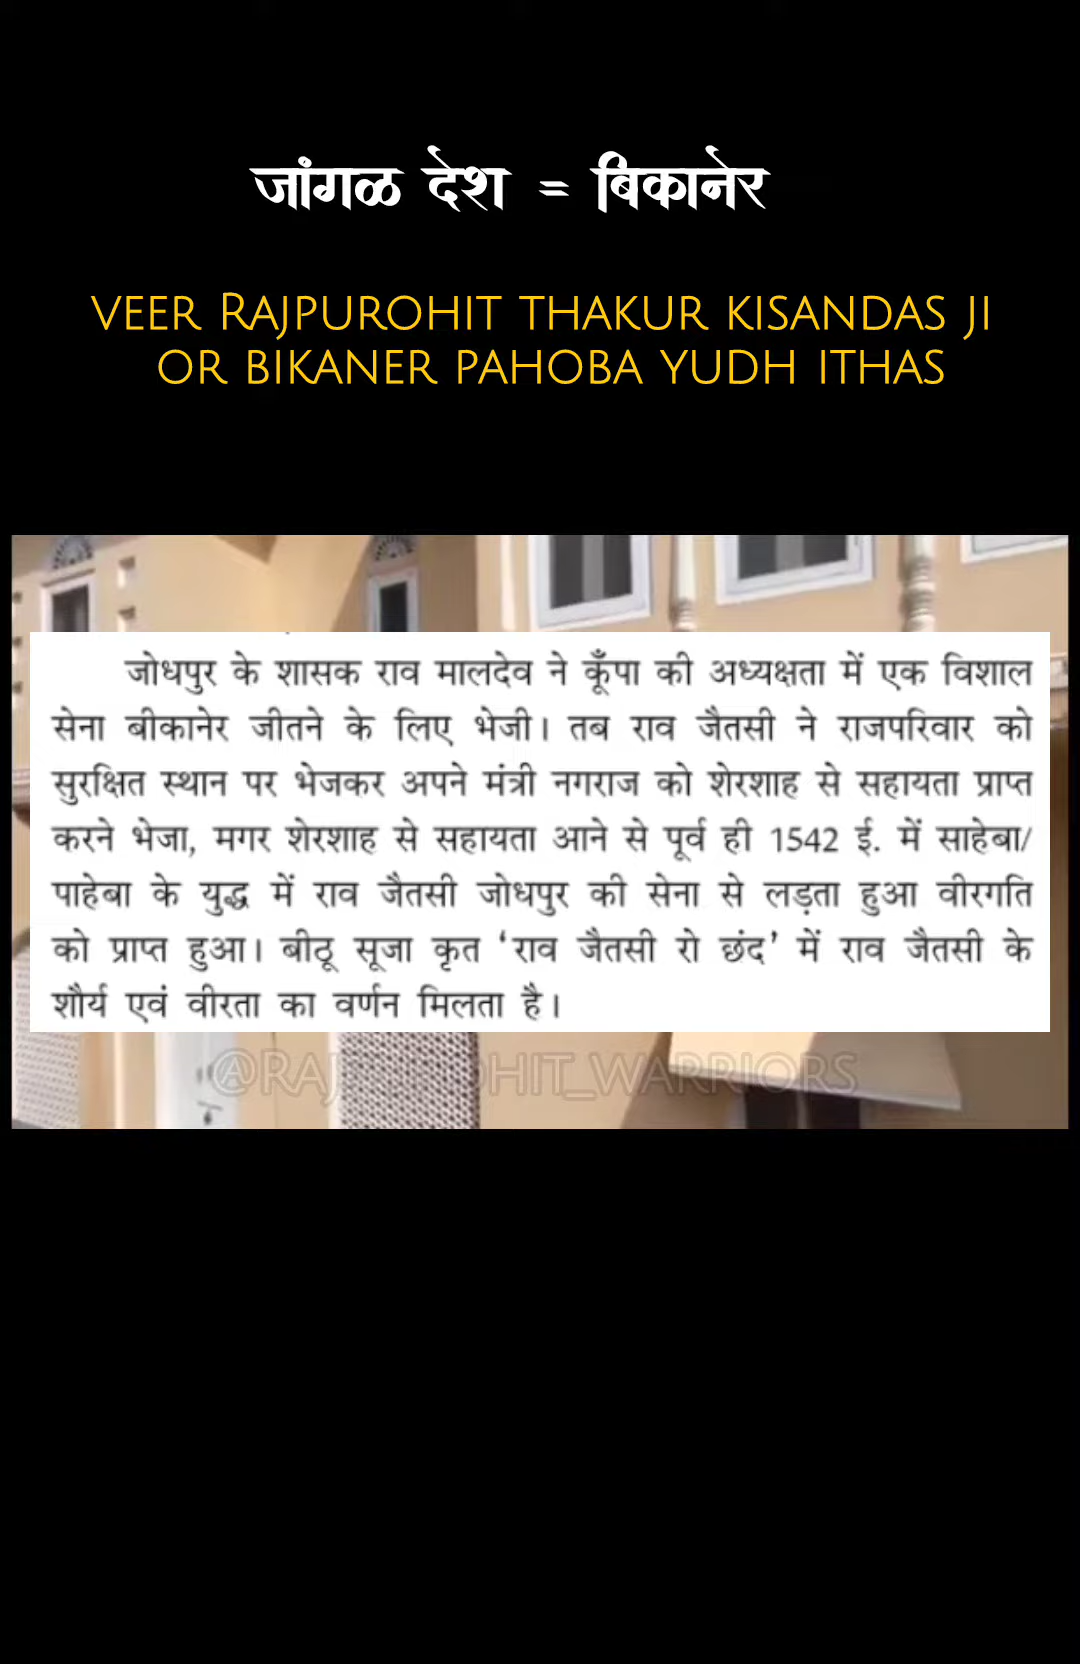 जांगळ देश = बिकानेर
VEER RAJPUROHIT THAKUR KISANDAS JI
OR BIKANER PAHOBA YUDH ITHAS
जोधपुर के शासक राव मालदेव ने कूँपा की अध्यक्षता में एक विशाल
सेना बीकानेर जीतने के लिए भेजी। तब राव जैतसी ने राजपरिवार को
सुरक्षित स्थान पर भेजकर अपने मंत्री नगराज को शेरशाह से सहायता प्राप्त
करने भेजा, मगर शेरशाह से सहायता आने से पूर्व ही 1542 ई. में साहेबा/
पाहेबा के युद्ध में राव जैतसी जोधपुर की सेना से लड़ता हुआ वीरगति
को प्राप्त हुआ। बीठू सूजा कृत ‘राव जैतसी रो छंद’ में राव जैतसी के
शौर्य एवं वीरता का वर्णन मिलता है।
@RAJPUROHIT_WARRIORS